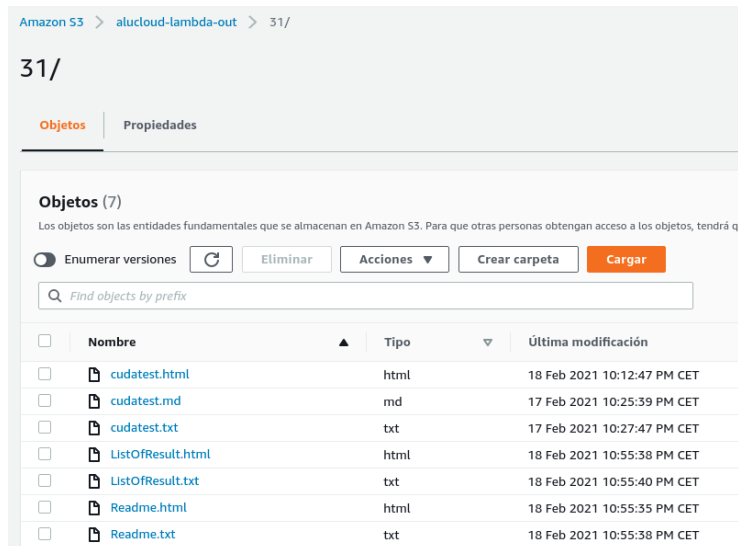 Amazon S3 > alucloud-lambda-out > 31/
31/
Objetos Propiedades
Objetos (7)
Los objetos son las entidades fundamentales que se almacenan en Amazon S3. Para que otras personas obtengan acceso a los objetos, tendrá q
Enumerar versiones Eliminar Acciones Crear carpeta Cargar
Find objects by prefix
Nombre Tipo Última modificación
cudatest.html html 18 Feb 2021 10:12:47 PM CET
cudatest.md md 17 Feb 2021 10:25:39 PM CET
cudatest.txt txt 17 Feb 2021 10:27:47 PM CET
ListOfResult.html html 18 Feb 2021 10:55:38 PM CET
ListOfResult.txt txt 18 Feb 2021 10:55:40 PM CET
Readme.html html 18 Feb 2021 10:55:35 PM CET
Readme.txt txt 18 Feb 2021 10:55:38 PM CET